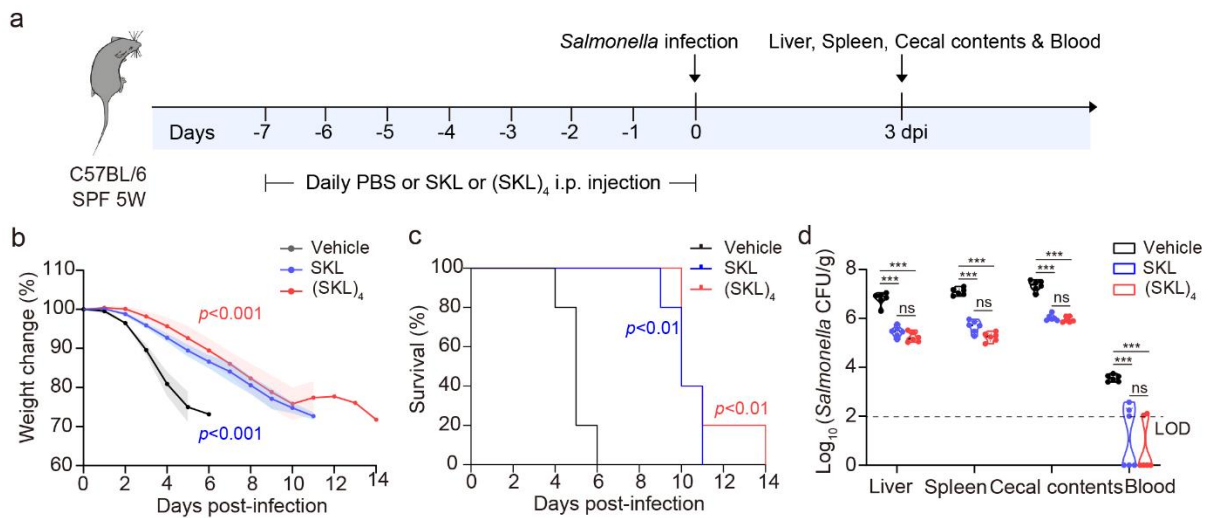 a
Salmonella infection
Liver, Spleen, Cecal contents & Blood
Days -7 -6 -5 -4 -3 -2 -1 0 3 dpi
C57BL/6
SPF 5W
Daily PBS or SKL or (SKL)4 i.p. injection
b
Vehicle
SKL
(SKL)4
Weight change (%)
110
100
90
80
70
60
p<0.001
p<0.001
0 2 4 6 8 10 12 14
Days post-infection
c
Vehicle
SKL
(SKL)4
Survival (%)
100
80
60
40
20
0
p<0.01
p<0.01
0 2 4 6 8 10 12 14
Days post-infection
d
Vehicle
SKL
(SKL)4
Log10 (Salmonella CFU/g)
8
6
4
2
0
***
***
ns
***
***
ns
***
***
ns
***
***
ns
LOD
Liver Spleen Cecal contents Blood